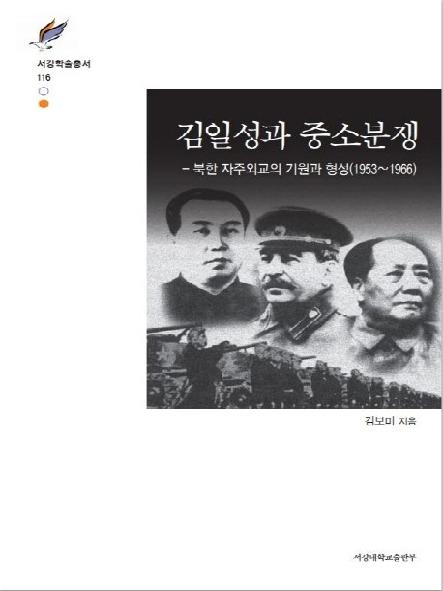 서강학술총서
116
김일성과 중소분쟁
– 북한 자주외교의 기원과 형성(1953~1966)
김보미 지음
서강대학교출판부